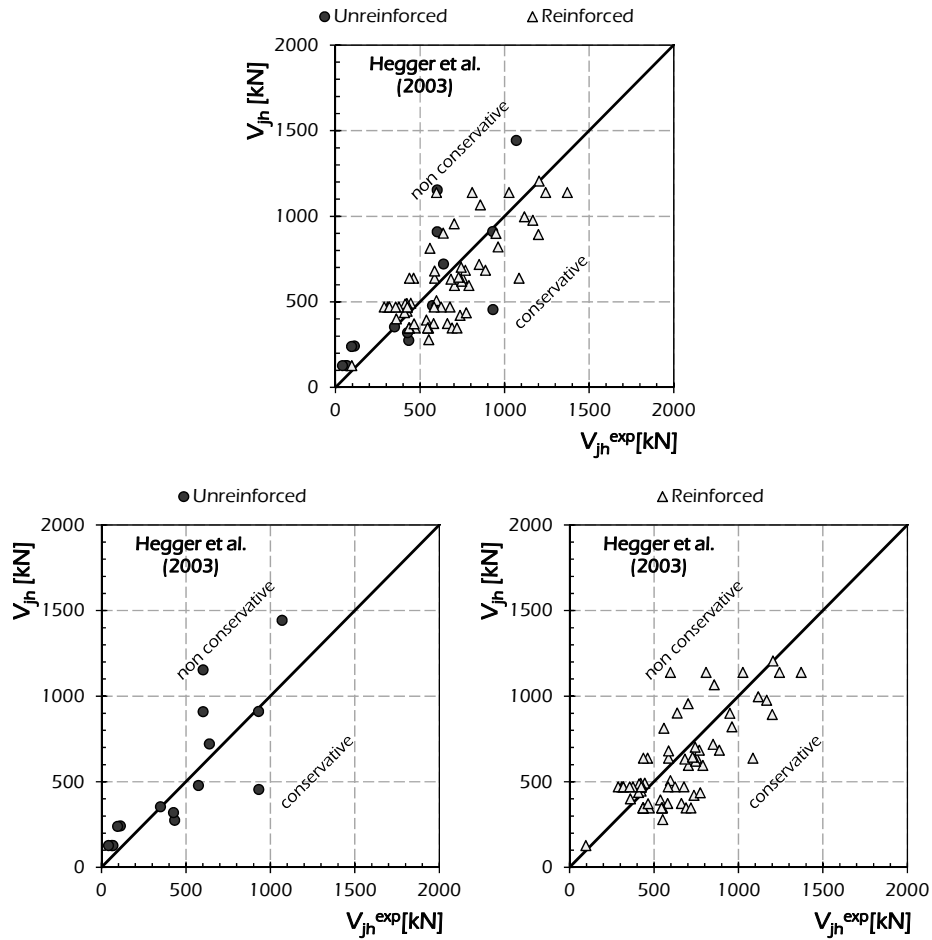 Unreinforced Reinforced
2000
1500
1000
500
0
V_jh [kN]
Hegger et al.
(2003)
non conservative
conservative
0 500 1000 1500 2000
V_jh^exp[kN]
Unreinforced
2000
1500
1000
500
0
V_jh [kN]
Hegger et al.
(2003)
non conservative
conservative
0 500 1000 1500 2000
V_jh^exp[kN]
Reinforced
2000
1500
1000
500
0
V_jh [kN]
Hegger et al.
(2003)
non conservative
conservative
0 500 1000 1500 2000
V_jh^exp[kN]